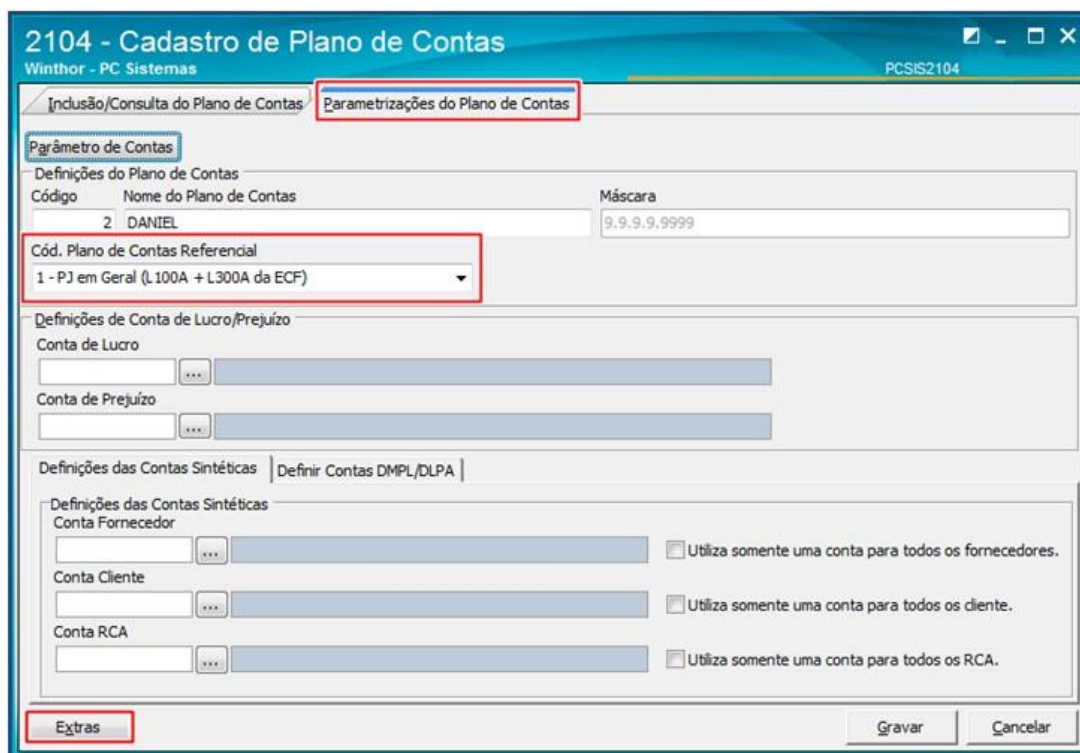 2104 - Cadastro de Plano de Contas
Winthor - PC Sistemas PCSIS2104
Inclusão/Consulta do Plano de Contas Parametrizações do Plano de Contas
Parâmetro de Contas
Definições do Plano de Contas
Código Nome do Plano de Contas Máscara
2 DANIEL 9.9.9.9.9999
Cód. Plano de Contas Referencial
1 - PJ em Geral (L100A + L300A da ECF)
Definições de Conta de Lucro/Prejuízo
Conta de Lucro
...
Conta de Prejuízo
...
Definições das Contas Sintéticas Definir Contas DMPL/DLPA
Definições das Contas Sintéticas
Conta Fornecedor
... Utiliza somente uma conta para todos os fornecedores.
Conta Cliente
... Utiliza somente uma conta para todos os cliente.
Conta RCA
... Utiliza somente uma conta para todos os RCA.
Extras Gravar Cancelar